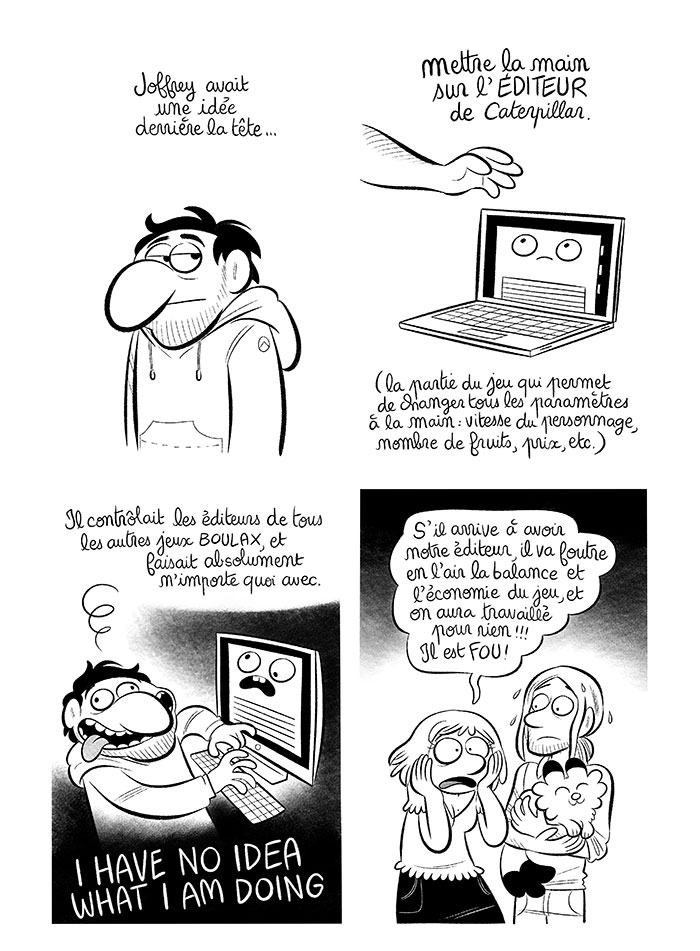 Joffrey avait
une idée
derrière la tête...
mettre la main
sur l'ÉDITEUR
de Caterpillar.
(la partie du jeu qui permet
de changer tous les paramètres
à la main : vitesse du personnage,
nombre de fruits, prix, etc.)
Il contrôlait les éditeurs de tous
les autres jeux BOULAX, et
faisait absolument
n'importe quoi avec.
I HAVE NO IDEA
WHAT I AM DOING
S'il arrive à avoir
notre éditeur, il va foutre
en l'air la balance et
l'économie du jeu, et
on aura travaillé
pour rien !!!
Il est FOU !